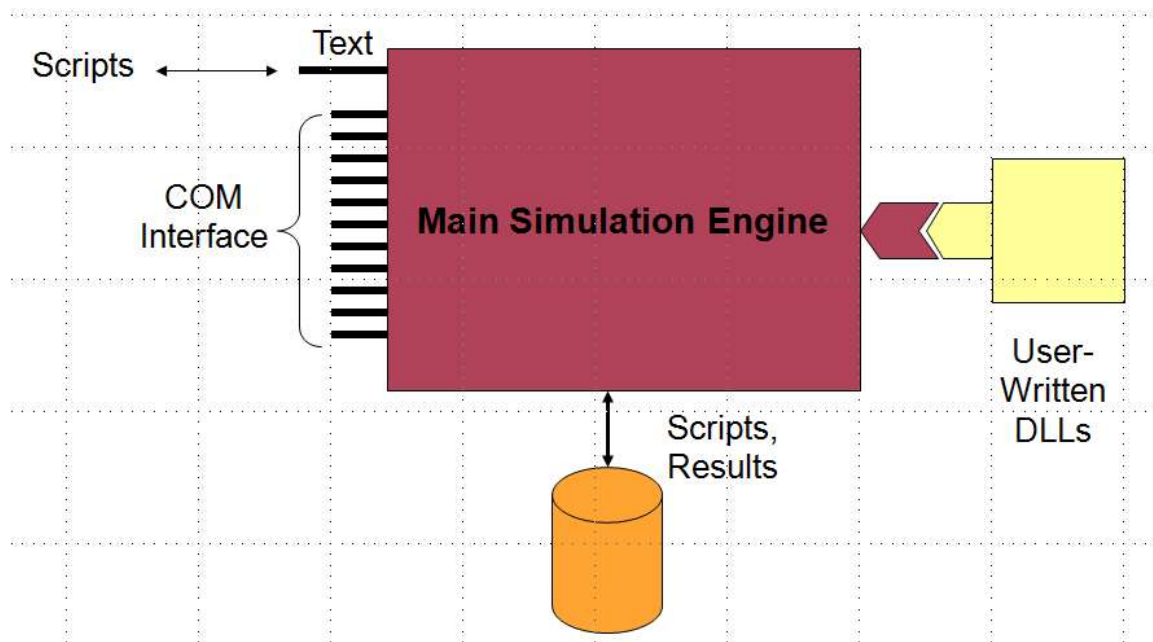 Text
Scripts
COM
Interface
Main Simulation Engine
User-
Written
DLLs
Scripts,
Results